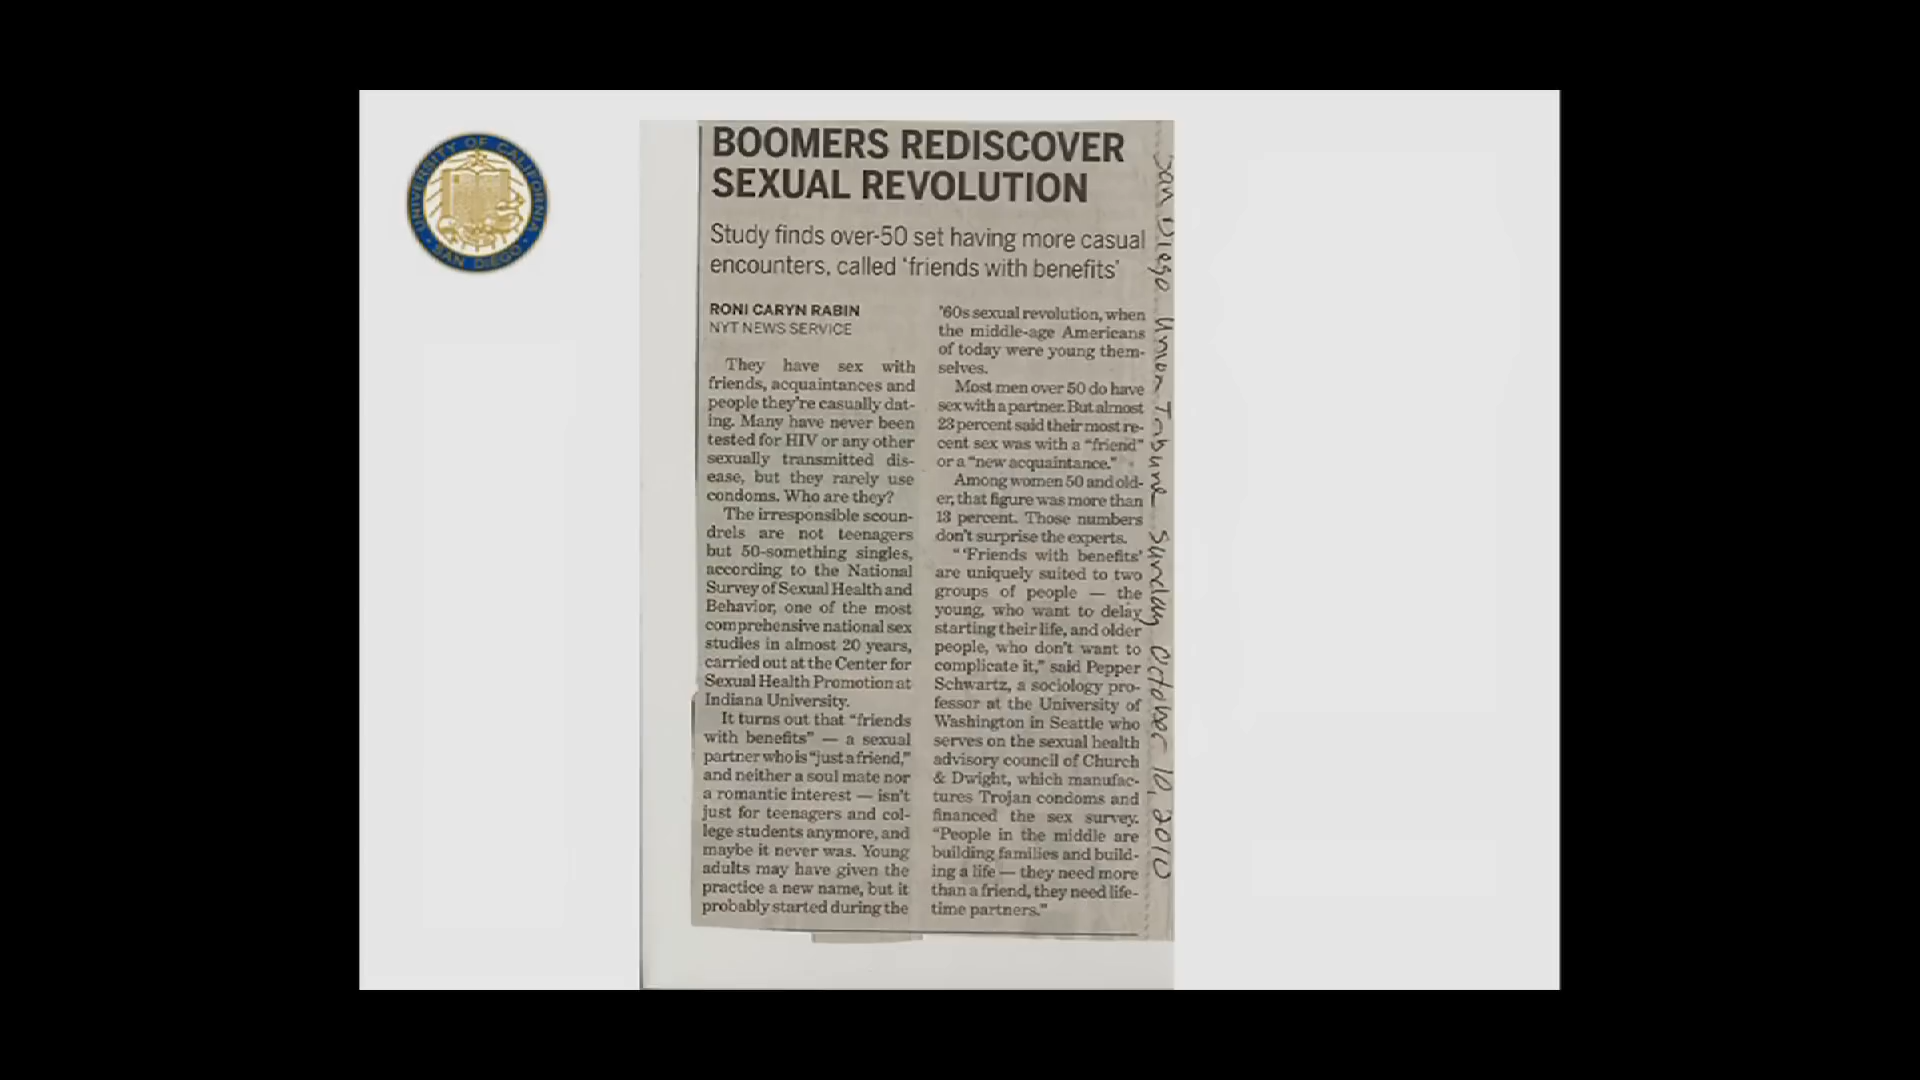 UNIVERSITY OF CALIFORNIA
SAN DIEGO
BOOMERS REDISCOVER
SEXUAL REVOLUTION
Study finds over-50 set having more casual
encounters, called ‘friends with benefits’
RONI CARYN RABIN
NYT NEWS SERVICE
They have sex with
friends, acquaintances and
people they're casually dat-
ing. Many have never been
tested for HIV or any other
sexually transmitted dis-
ease, but they rarely use
condoms. Who are they?
The irresponsible scoun-
drels are not teenagers
but 50-something singles,
according to the National
Survey of Sexual Health and
Behavior, one of the most
comprehensive national sex
studies in almost 20 years,
carried out at the Center for
Sexual Health Promotion at
Indiana University.
It turns out that “friends
with benefits” — a sexual
partner who is “just a friend,”
and neither a soul mate nor
a romantic interest — isn't
just for teenagers and col-
lege students anymore, and
maybe it never was. Young
adults may have given the
practice a new name, but it
probably started during the
'60s sexual revolution, when
the middle-age Americans
of today were young them-
selves.
Most men over 50 do have
sex with a partner. But almost
23 percent said their most re-
cent sex was with a “friend”
or a “new acquaintance.”
Among women 50 and old-
er, that figure was more than
13 percent. Those numbers
don't surprise the experts.
“‘Friends with benefits’
are uniquely suited to two
groups of people — the
young, who want to delay
starting their life, and older
people, who don't want to
complicate it,” said Pepper
Schwartz, a sociology pro-
fessor at the University of
Washington in Seattle who
serves on the sexual health
advisory council of Church
& Dwight, which manufac-
tures Trojan condoms and
financed the sex survey.
“People in the middle are
building families and build-
ing a life — they need more
than a friend, they need life-
time partners.”
San Diego Union Tribune Sunday October 10, 2010